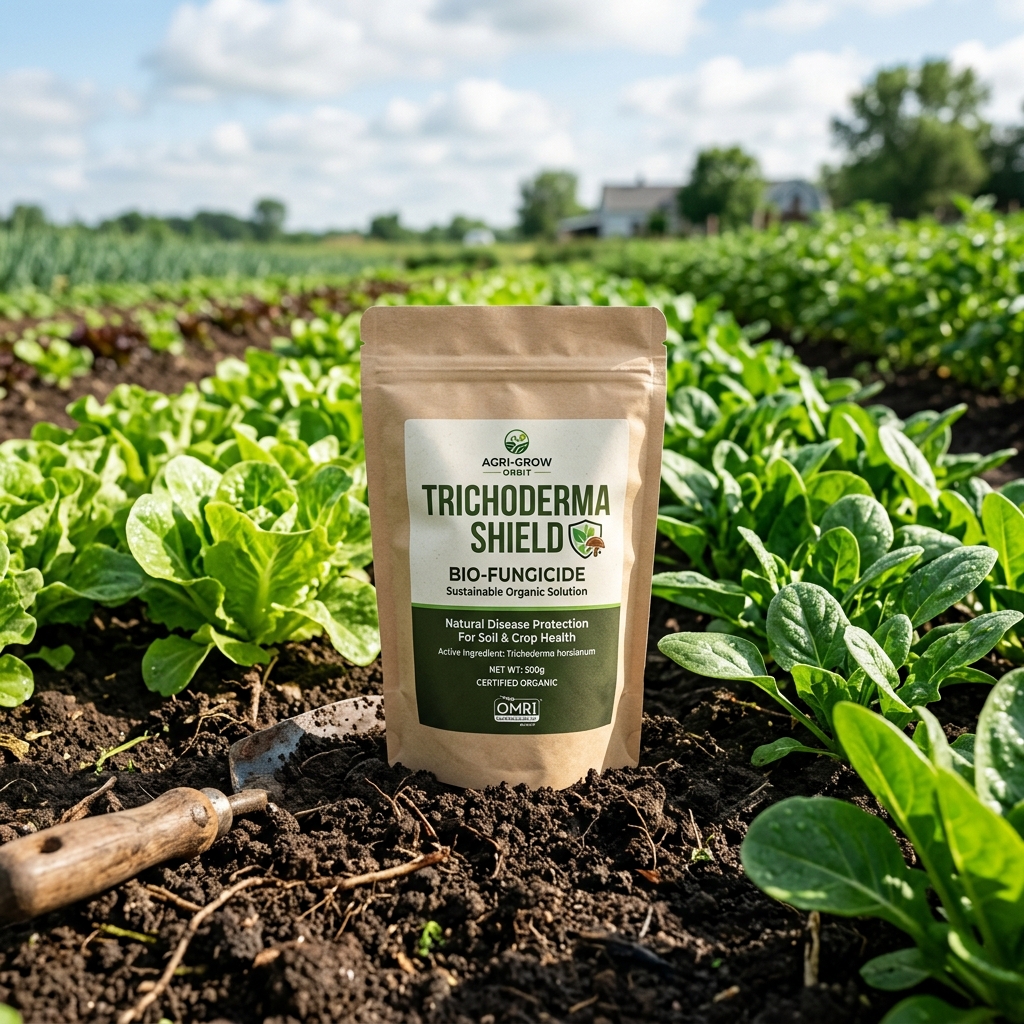 AGRI-GROW
ORBIT
TRICHODERMA
SHIELD
BIO-FUNGICIDE
Sustainable Organic Solution
Natural Disease Protection
For Soil & Crop Health
Active Ingredient: Trichoderma horsianum
NET WT: 500g
CERTIFIED ORGANIC
OMRI